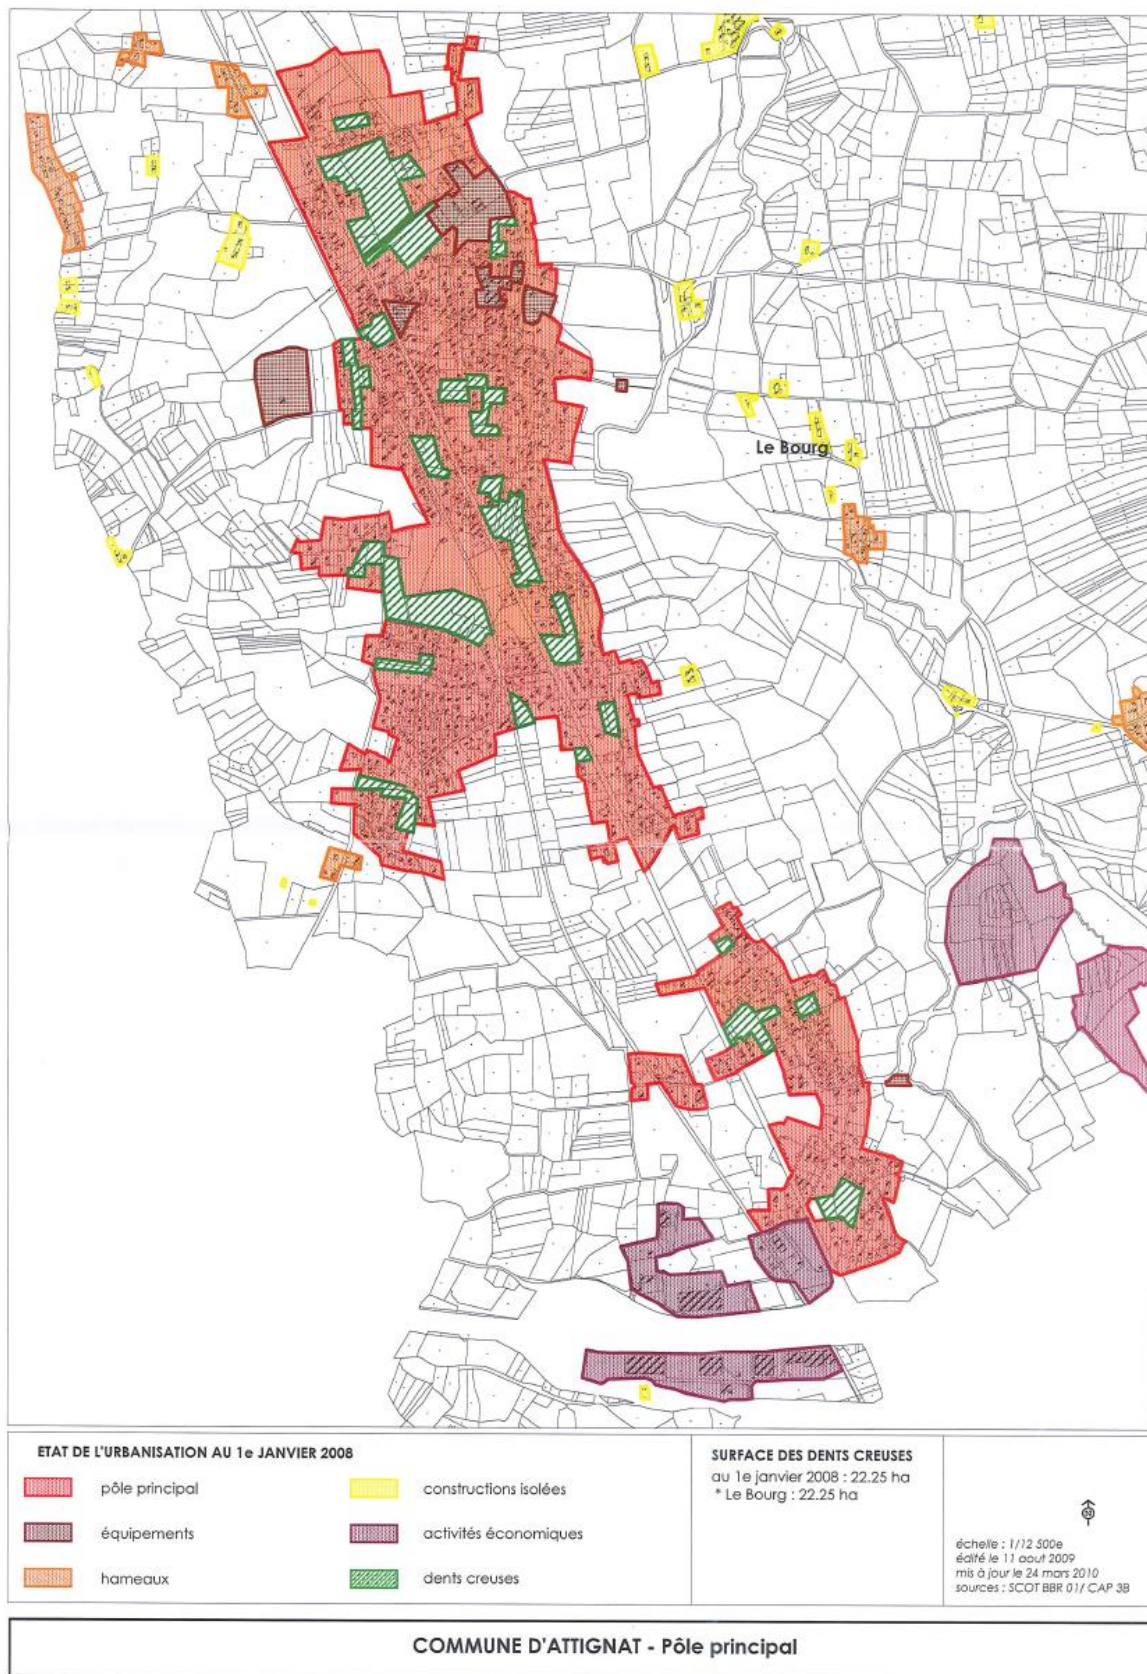 Le Bourg
ETAT DE L'URBANISATION AU 1e JANVIER 2008
pôle principal
équipements
hameaux
constructions isolées
activités économiques
dents creuses
SURFACE DES DENTS CREUSES
au 1e janvier 2008 : 22.25 ha
* Le Bourg : 22.25 ha
échelle : 1/12 500e
édité le 11 aout 2009
mis à jour le 24 mars 2010
sources : SCOT BBR 01/ CAP 3B
COMMUNE D'ATTIGNAT - Pôle principal